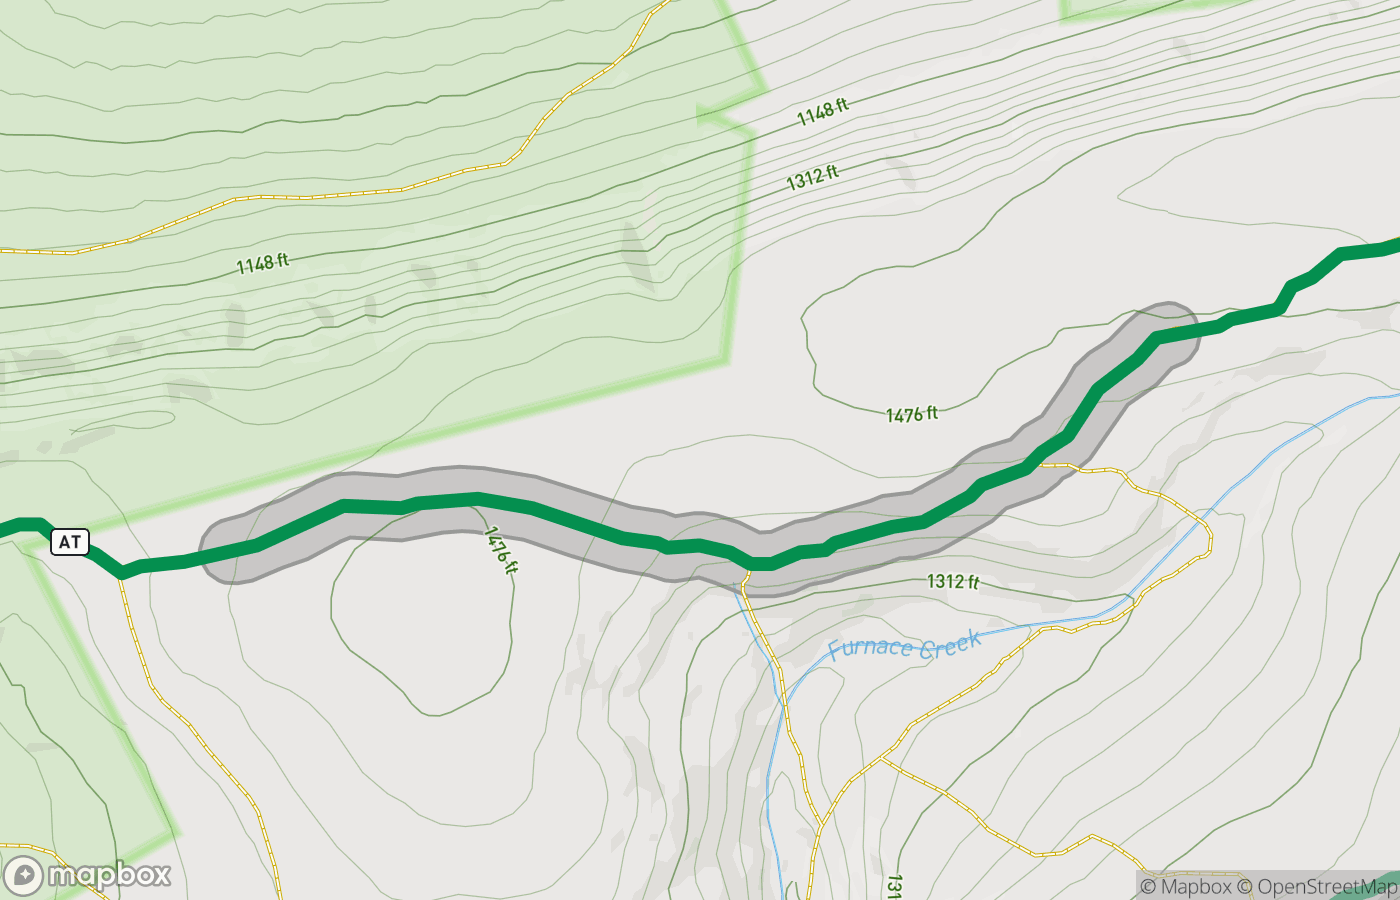 1148 ft
1312 ft
1148 ft
1476 ft
AT
1476 ft
1312 ft
Furnace Creek
mapbox
© Mapbox © OpenStreetMap